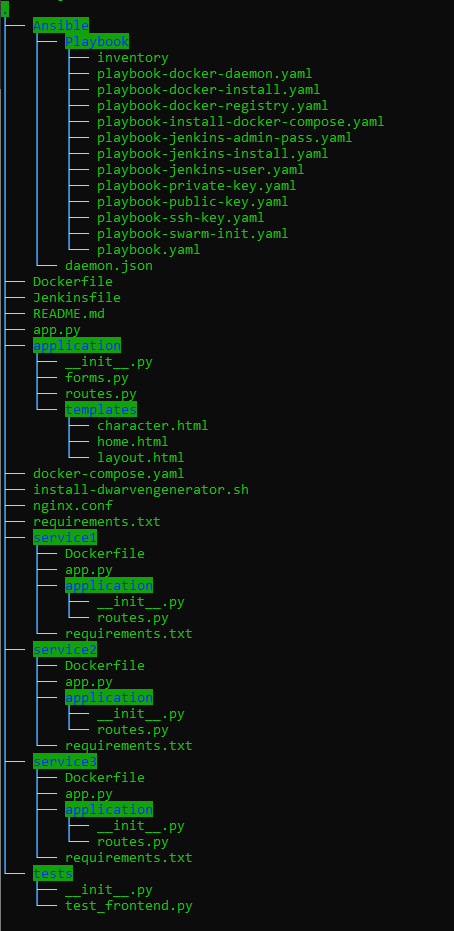 .
├── Ansible
│   ├── Playbook
│   │   ├── inventory
│   │   ├── playbook-docker-daemon.yaml
│   │   ├── playbook-docker-install.yaml
│   │   ├── playbook-docker-registry.yaml
│   │   ├── playbook-install-docker-compose.yaml
│   │   ├── playbook-jenkins-admin-pass.yaml
│   │   ├── playbook-jenkins-install.yaml
│   │   ├── playbook-jenkins-user.yaml
│   │   ├── playbook-private-key.yaml
│   │   ├── playbook-public-key.yaml
│   │   ├── playbook-ssh-key.yaml
│   │   ├── playbook-swarm-init.yaml
│   │   └── playbook.yaml
│   └── daemon.json
├── Dockerfile
├── Jenkinsfile
├── README.md
├── app.py
├── application
│   ├── __init__.py
│   ├── forms.py
│   ├── routes.py
│   └── templates
│       ├── character.html
│       ├── home.html
│       └── layout.html
├── docker-compose.yaml
├── install-dwarvengenerator.sh
├── nginx.conf
├── requirements.txt
├── service1
│   ├── Dockerfile
│   ├── app.py
│   ├── application
│   │   ├── __init__.py
│   │   └── routes.py
│   └── requirements.txt
├── service2
│   ├── Dockerfile
│   ├── app.py
│   ├── application
│   │   ├── __init__.py
│   │   └── routes.py
│   └── requirements.txt
├── service3
│   ├── Dockerfile
│   ├── app.py
│   ├── application
│   │   ├── __init__.py
│   │   └── routes.py
│   └── requirements.txt
└── tests
    ├── __init__.py
    └── test_frontend.py